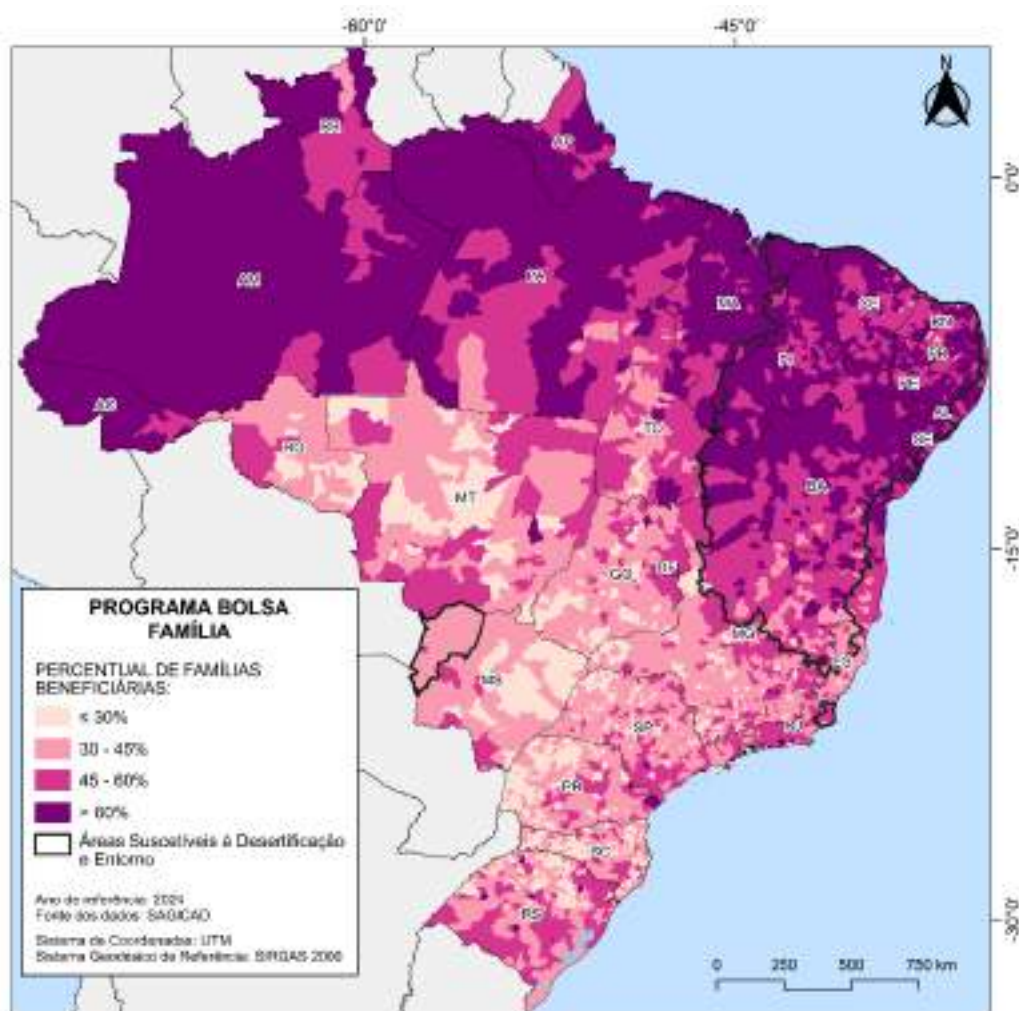 -60°0'
-45°0'
N
RR
AP
0°0'
AM
PA
MA
CE
RN
PI
PB
PE
AC
AL
TO
SE
RO
BA
MT
-15°0'
GO
DF
MG
ES
MS
SP
RJ
PR
SC
RS
-30°0'
PROGRAMA BOLSA
FAMÍLIA
PERCENTUAL DE FAMÍLIAS
BENEFICIÁRIAS:
≤ 30%
30 - 45%
45 - 60%
> 60%
Áreas Suscetíveis à Desertificação
e Entorno
Ano de referência: 2024
Fonte dos dados: SAGICAD
Sistema de Coordenadas: UTM
Sistema Geodésico de Referência: SIRGAS 2000
0 250 500 750 km